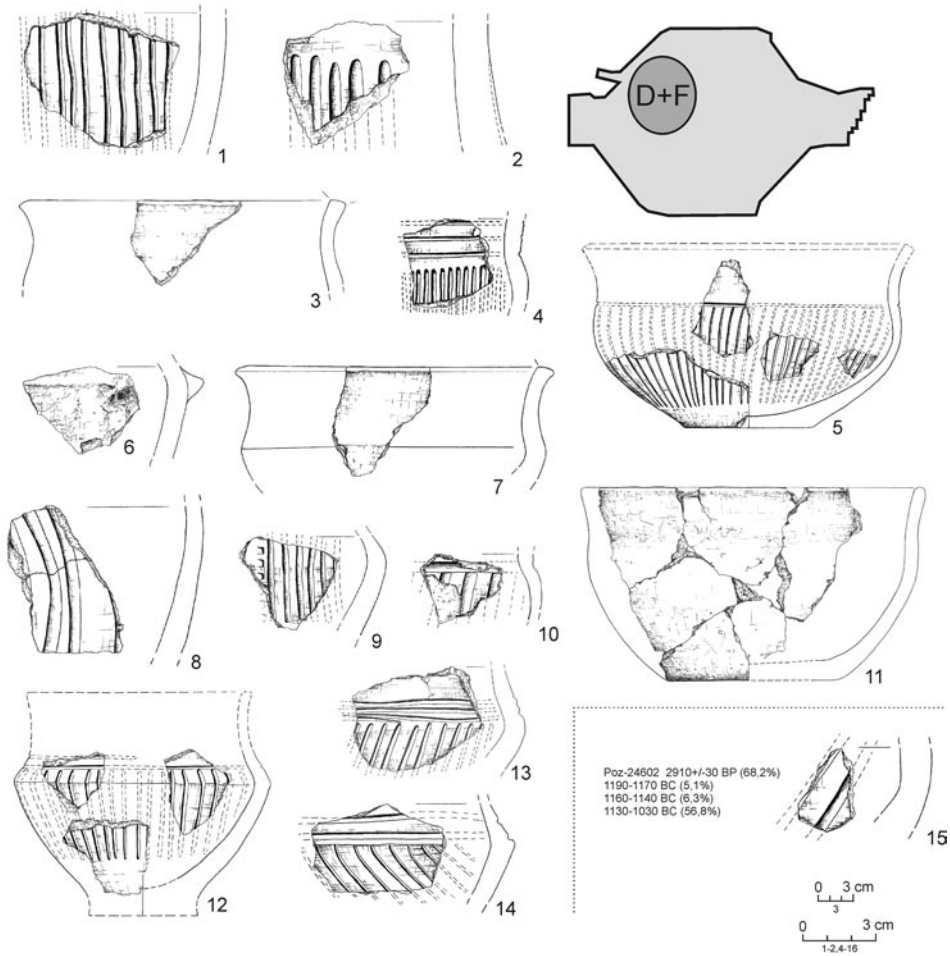 1
2
D+F
3
4
5
6
7
8
9
10
11
12
13
14
Poz-24602 2910+/-30 BP (68,2%)
1190-1170 BC (5,1%)
1160-1140 BC (6,3%)
1130-1030 BC (56,8%)
15
0 3 cm
3
0 3 cm
1-2,4-16